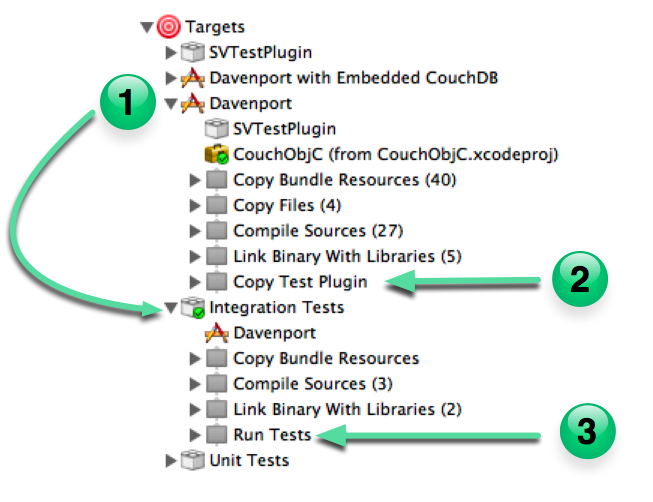 Targets
SVTestPlugin
Davenport with Embedded CouchDB
1
Davenport
SVTestPlugin
CouchObjC (from CouchObjC.xcodeproj)
Copy Bundle Resources (40)
Copy Files (4)
Compile Sources (27)
Link Binary With Libraries (5)
Copy Test Plugin
2
Integration Tests
Davenport
Copy Bundle Resources
Compile Sources (3)
Link Binary With Libraries (2)
Run Tests
3
Unit Tests